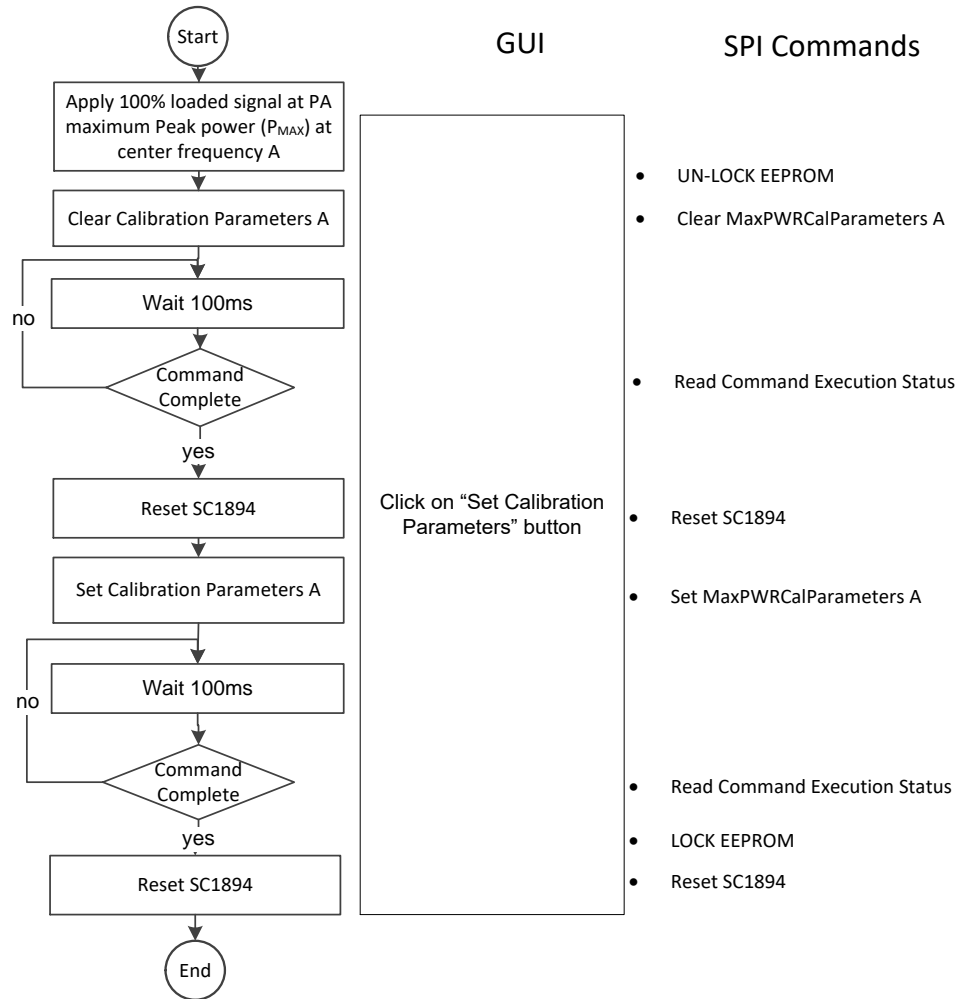 Start
GUI
SPI Commands
Apply 100% loaded signal at PA
maximum Peak power (PMAX) at
center frequency A
• UN-LOCK EEPROM
Clear Calibration Parameters A
• Clear MaxPWRCalParameters A
Wait 100ms
no
Command
Complete
• Read Command Execution Status
yes
Reset SC1894
Click on “Set Calibration
Parameters” button
• Reset SC1894
Set Calibration Parameters A
• Set MaxPWRCalParameters A
Wait 100ms
no
Command
Complete
• Read Command Execution Status
yes
• LOCK EEPROM
Reset SC1894
• Reset SC1894
End